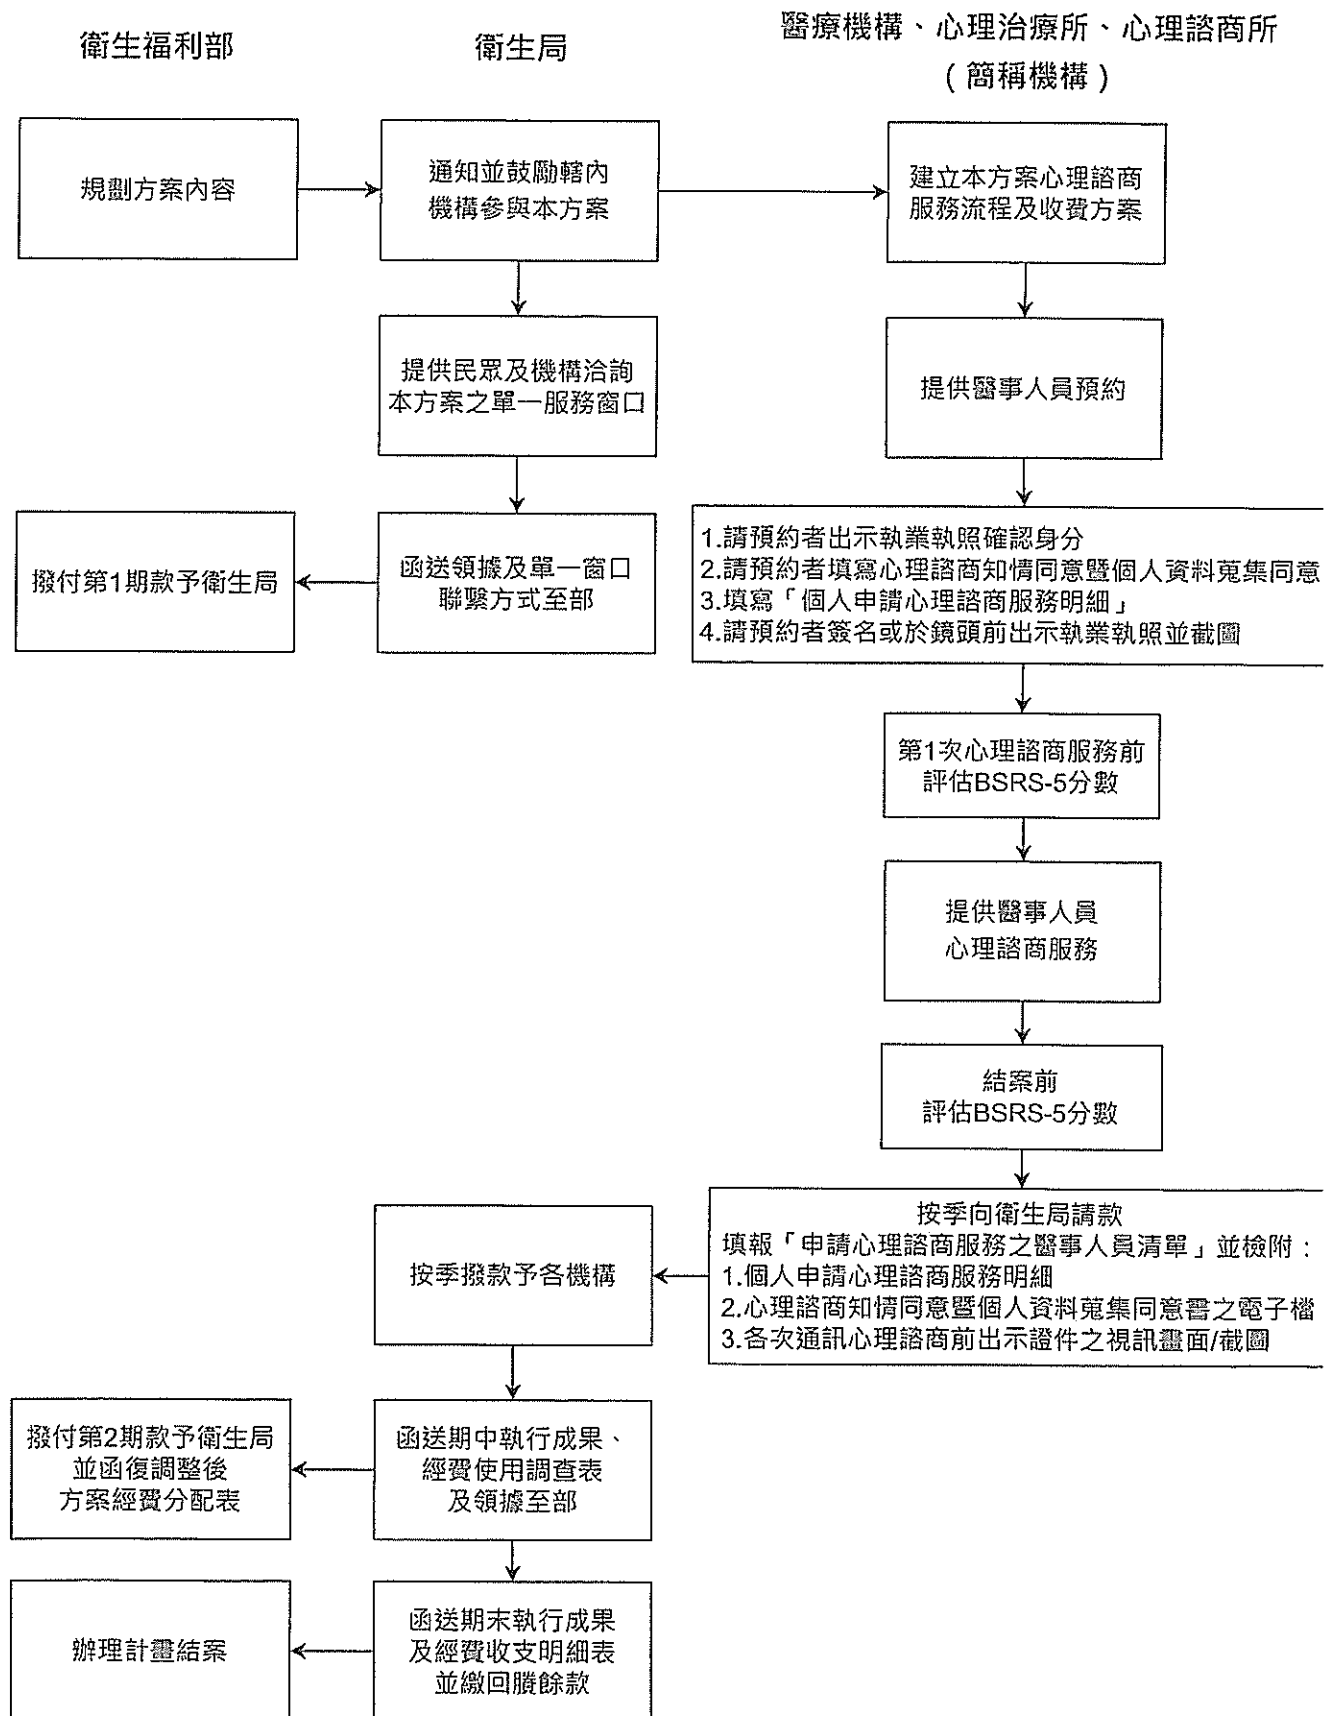 衛生福利部
衛生局
醫療機構、心理治療所、心理諮商所
(簡稱機構)
規劃方案內容
通知並鼓勵轄內
機構參與本方案
建立本方案心理諮商
服務流程及收費方案
提供民眾及機構洽詢
本方案之單一服務窗口
提供醫事人員預約
撥付第1期款予衛生局
函送領據及單一窗口
聯繫方式至部
1.請預約者出示執業執照確認身分
2.請預約者填寫心理諮商知情同意暨個人資料蒐集同意
3.填寫「個人申請心理諮商服務明細」
4.請預約者簽名或於鏡頭前出示執業執照並截圖
第1次心理諮商服務前
評估BSRS-5分數
提供醫事人員
心理諮商服務
結案前
評估BSRS-5分數
按季撥款予各機構
按季向衛生局請款
填報「申請心理諮商服務之醫事人員清單」並檢附:
1.個人申請心理諮商服務明細
2.心理諮商知情同意暨個人資料蒐集同意書之電子檔
3.各次通訊心理諮商前出示證件之視訊畫面/截圖
撥付第2期款予衛生局
並函復調整後
方案經費分配表
函送期中執行成果、
經費使用調查表
及領據至部
辦理計畫結案
函送期末執行成果
及經費收支明細表
並繳回賸餘款